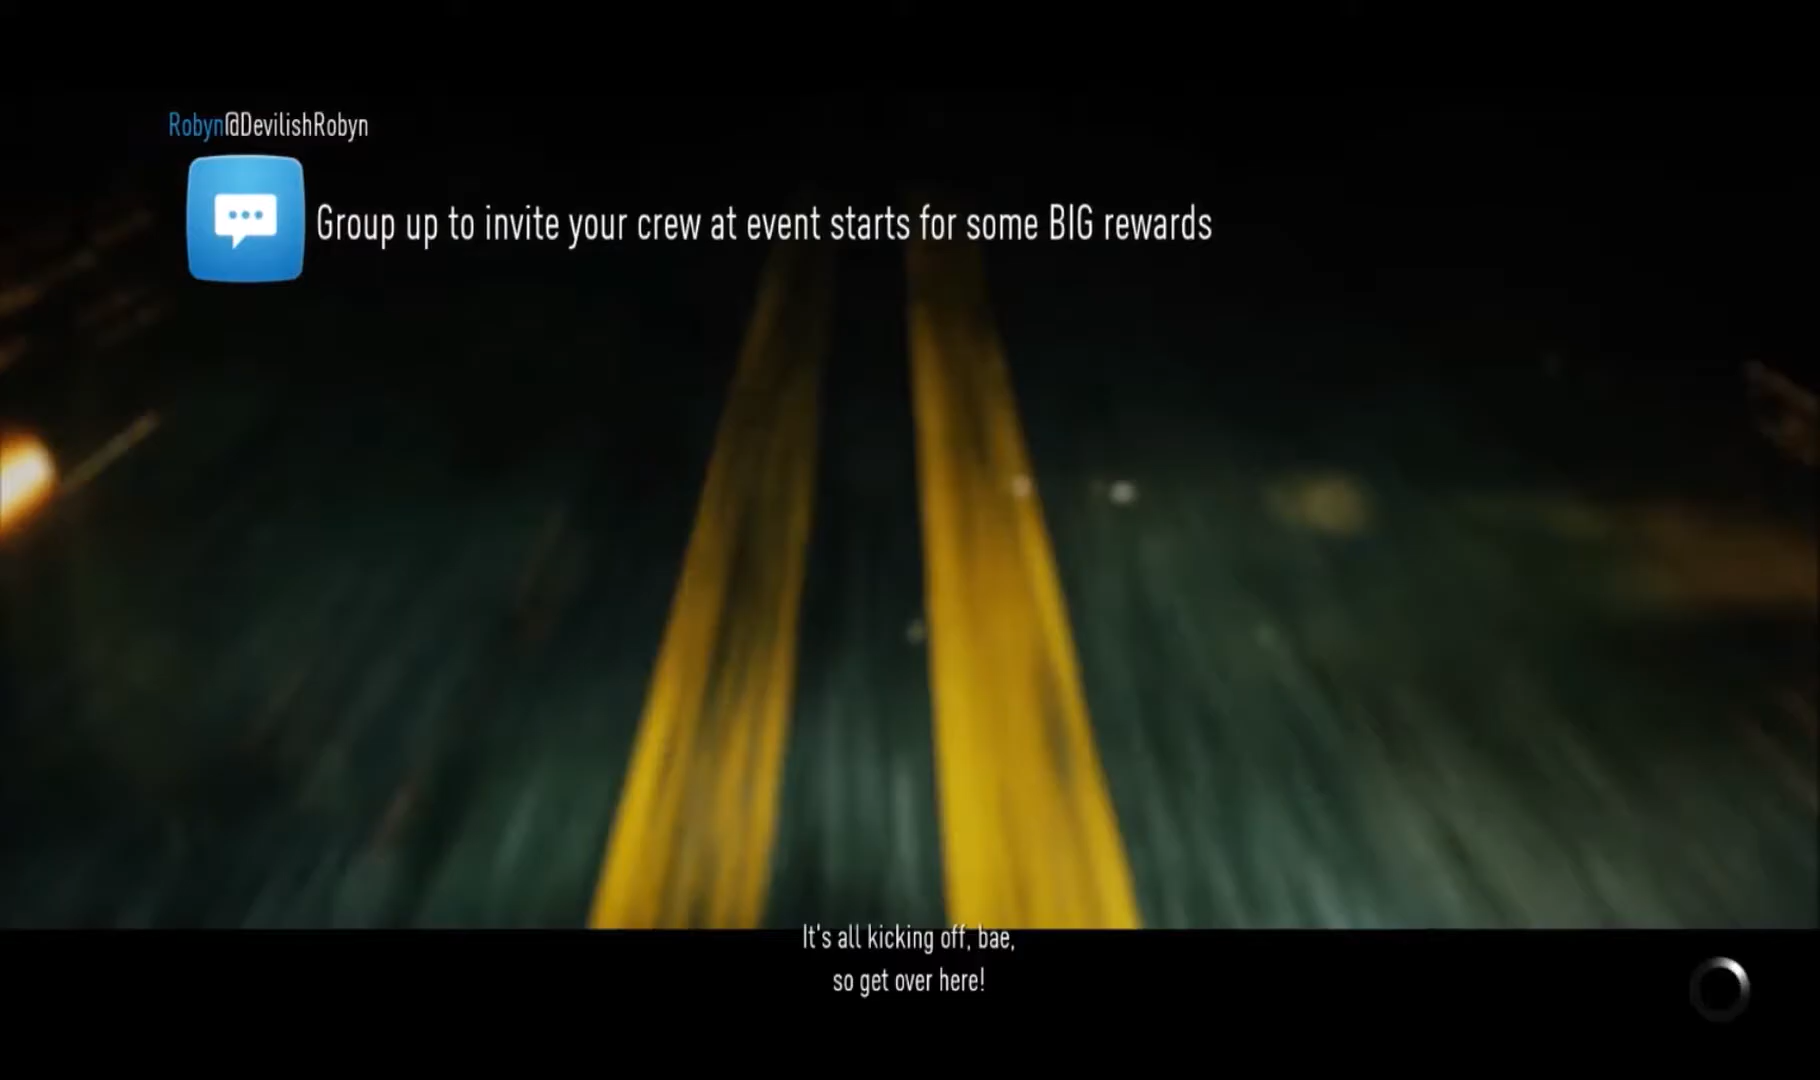 Robyn@DevilishRobyn
Group up to invite your crew at event starts for some BIG rewards
It's all kicking off, bae,
so get over here!